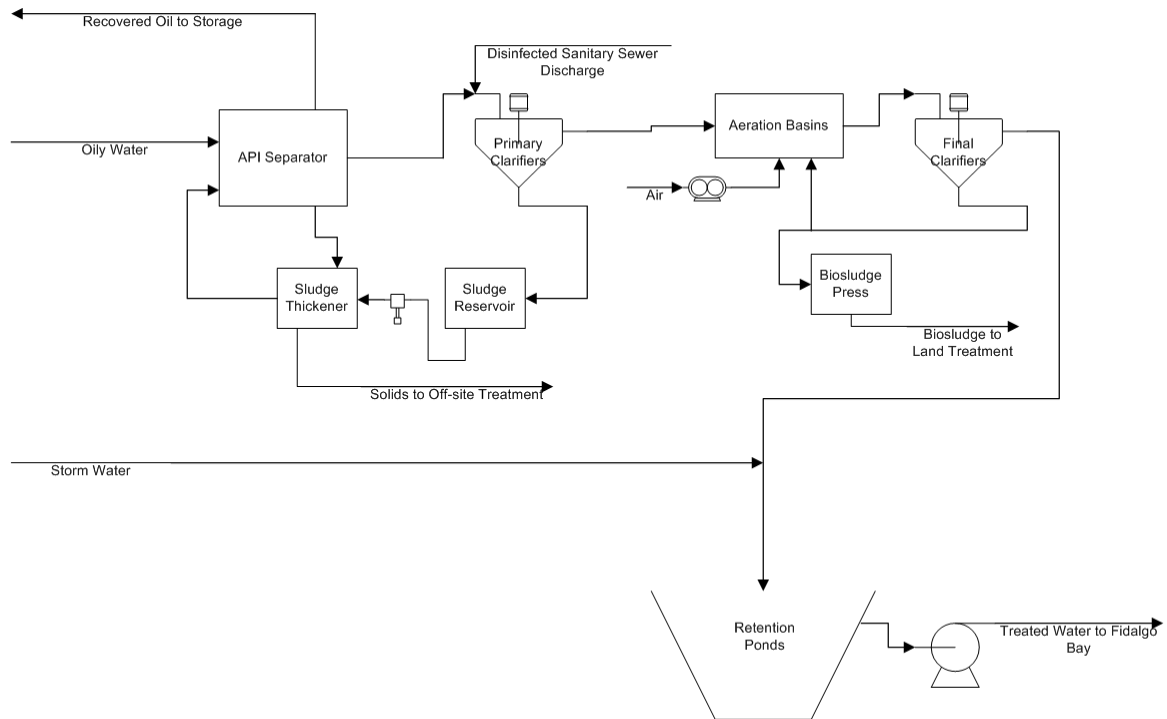 Recovered Oil to Storage
Disinfected Sanitary Sewer
Discharge
Oily Water
API Separator
Primary
Clarifiers
Aeration Basins
Final
Clarifiers
Air
Sludge
Thickener
Sludge
Reservoir
Biosludge
Press
Biosludge to
Land Treatment
Solids to Off-site Treatment
Storm Water
Retention
Ponds
Treated Water to Fidalgo
Bay